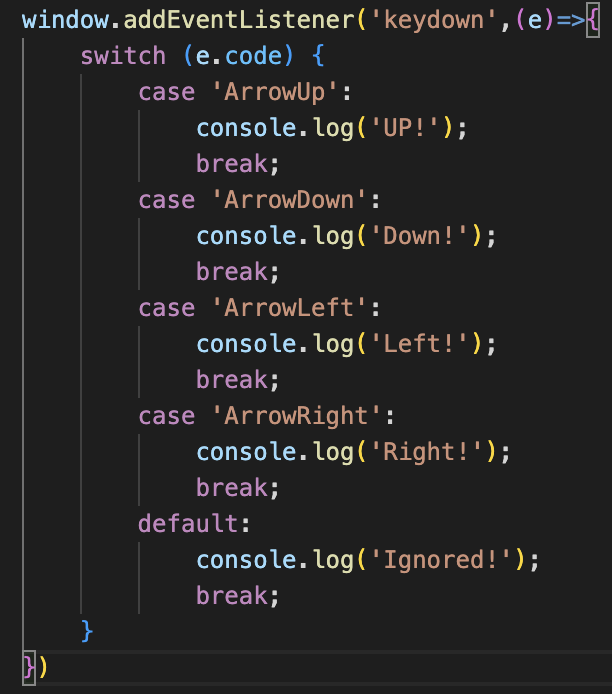 window.addEventListener('keydown',(e)=>{
    switch (e.code) {
        case 'ArrowUp':
            console.log('UP!');
            break;
        case 'ArrowDown':
            console.log('Down!');
            break;
        case 'ArrowLeft':
            console.log('Left!');
            break;
        case 'ArrowRight':
            console.log('Right!');
            break;
        default:
            console.log('Ignored!');
            break;
    }
})